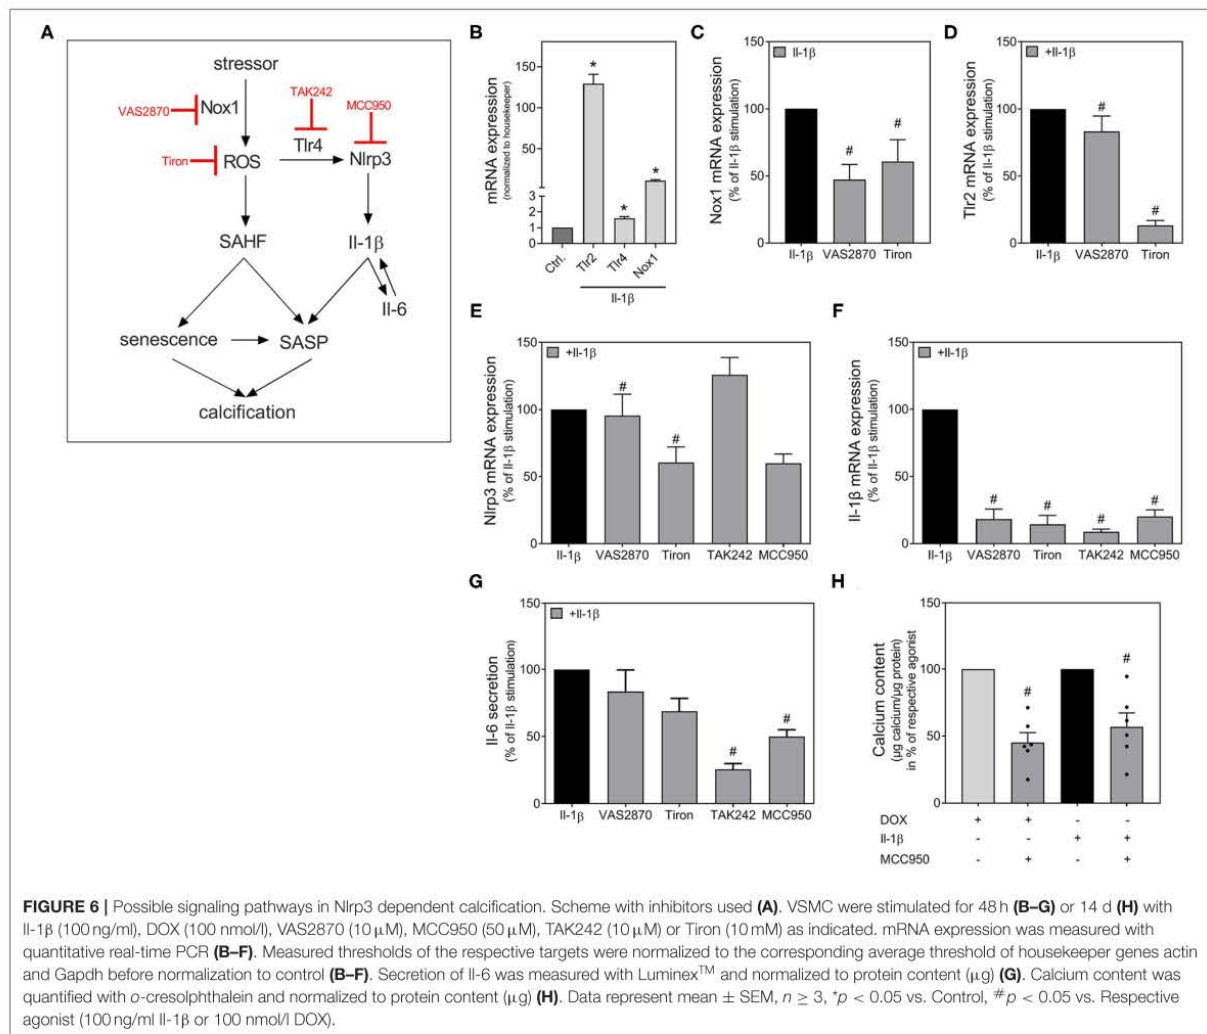 A
stressor
VAS2870
Nox1
TAK242
MCC950
Tlr4
Tiron
ROS
Nlrp3
SAHF
Il-1β
Il-6
senescence
SASP
calcification
B
mRNA expression
(normalized to housekeeper)
150
100
50
2
1
0
*
*
*
Ctrl.
Tlr2
Tlr4
Nox1
Il-1β
C
Nox1 mRNA expression
(% of Il-1β stimulation)
150
100
50
0
Il-1β
#
#
Il-1β VAS2870 Tiron
D
Tlr2 mRNA expression
(% of Il-1β stimulation)
150
100
50
0
+Il-1β
#
#
Il-1β VAS2870 Tiron
E
Nlrp3 mRNA expression
(% of Il-1β stimulation)
150
100
50
0
+Il-1β
#
#
Il-1β VAS2870 Tiron TAK242 MCC950
F
Il-1β mRNA expression
(% of Il-1β stimulation)
150
100
50
0
+Il-1β
#
#
#
#
Il-1β VAS2870 Tiron TAK242 MCC950
G
Il-6 secretion
(% of Il-1β stimulation)
150
100
50
0
+Il-1β
#
#
Il-1β VAS2870 Tiron TAK242 MCC950
H
Calcium content
(µg calcium/µg protein)
in % of respective agonist
150
100
50
0
#
#
DOX + + - -
Il-1β - - + +
MCC950 - + - +
FIGURE 6 | Possible signaling pathways in Nlrp3 dependent calcification. Scheme with inhibitors used (A). VSMC were stimulated for 48 h (B–G) or 14 d (H) with
Il-1β (100 ng/ml), DOX (100 nmol/l), VAS2870 (10 µM), MCC950 (50 µM), TAK242 (10 µM) or Tiron (10 mM) as indicated. mRNA expression was measured with
quantitative real-time PCR (B–F). Measured thresholds of the respective targets were normalized to the corresponding average threshold of housekeeper genes actin
and Gapdh before normalization to control (B–F). Secretion of Il-6 was measured with Luminex™ and normalized to protein content (µg) (G). Calcium content was
quantified with o-cresolphthalein and normalized to protein content (µg) (H). Data represent mean ± SEM, n ≥ 3, *p < 0.05 vs. Control, #p < 0.05 vs. Respective
agonist (100 ng/ml Il-1β or 100 nmol/l DOX).